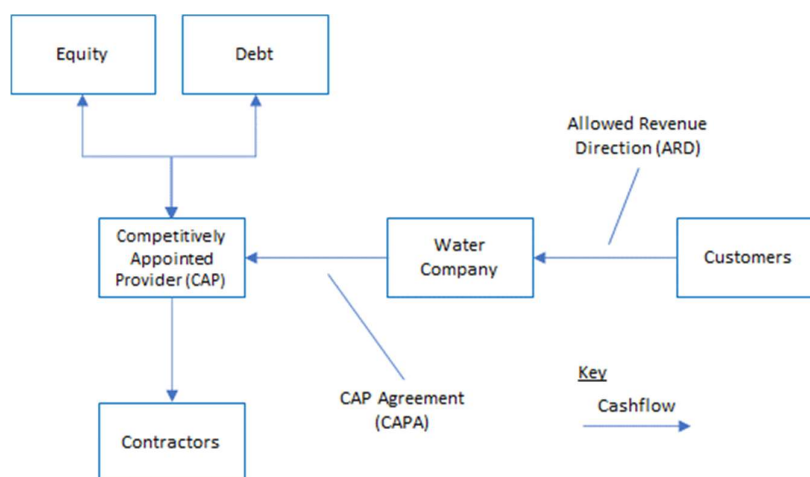 Equity
Debt
Allowed Revenue
Direction (ARD)
Competitively
Appointed
Provider (CAP)
Water
Company
Customers
CAP Agreement
(CAPA)
Key
Cashflow
Contractors